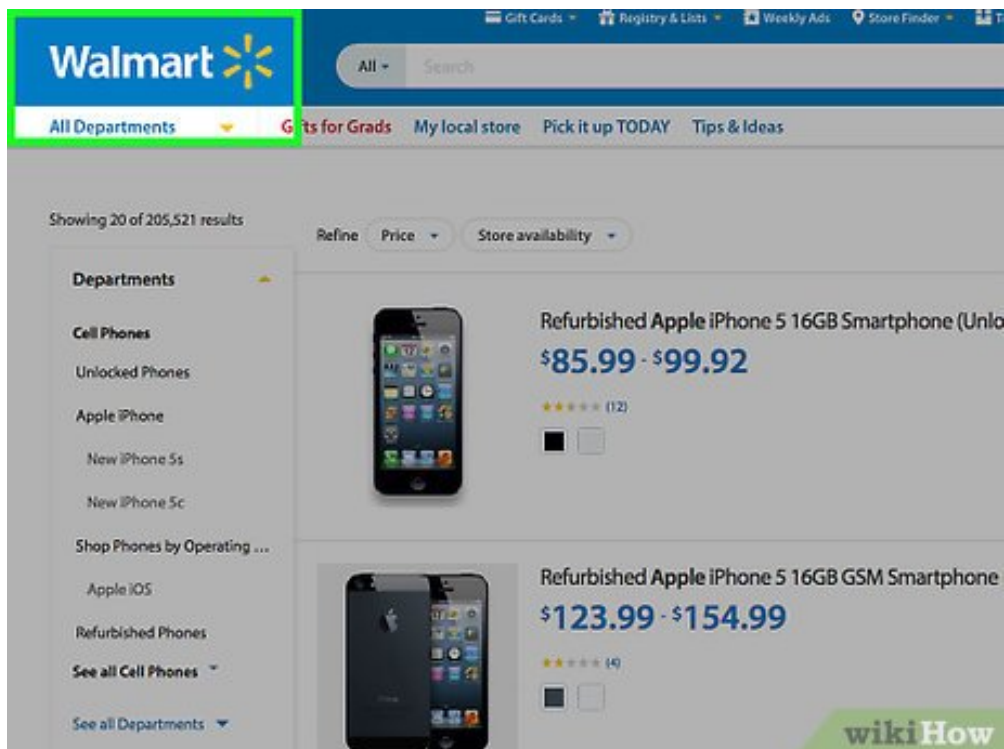 Gift Cards Registry & Lists Weekly Ads Store Finder
Walmart
All Search
All Departments Gifts for Grads My local store Pick it up TODAY Tips & Ideas
Showing 20 of 205,521 results
Refine Price Store availability
Departments
Cell Phones
Unlocked Phones
Apple iPhone
New iPhone 5s
New iPhone 5c
Shop Phones by Operating ...
Apple iOS
Refurbished Phones
See all Cell Phones
See all Departments
Refurbished Apple iPhone 5 16GB Smartphone (Unlo
$85.99 - $99.92
(12)
Refurbished Apple iPhone 5 16GB GSM Smartphone
$123.99 - $154.99
(4)
wikiHow